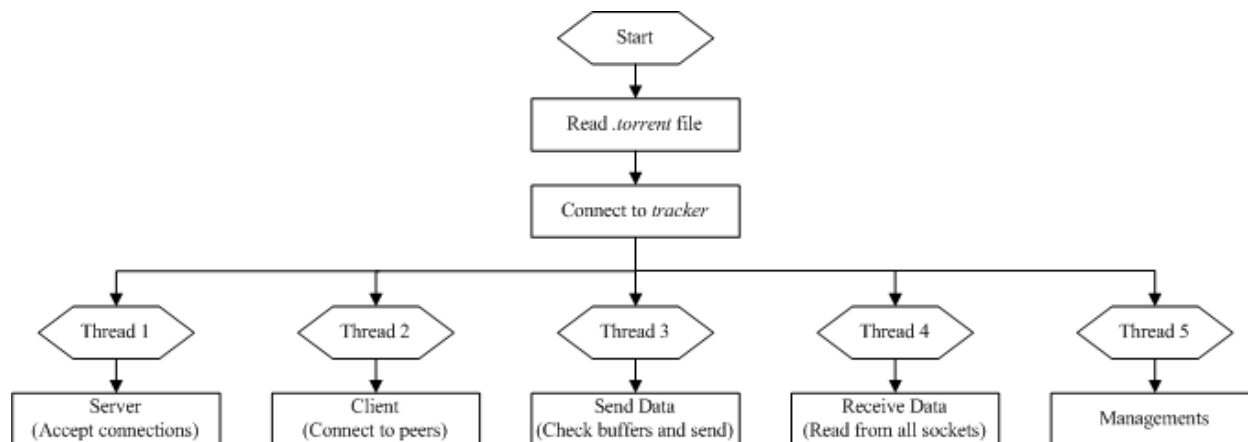 Start
Read .torrent file
Connect to tracker
Thread 1
Thread 2
Thread 3
Thread 4
Thread 5
Server
(Accept connections)
Client
(Connect to peers)
Send Data
(Check buffers and send)
Receive Data
(Read from all sockets)
Managements